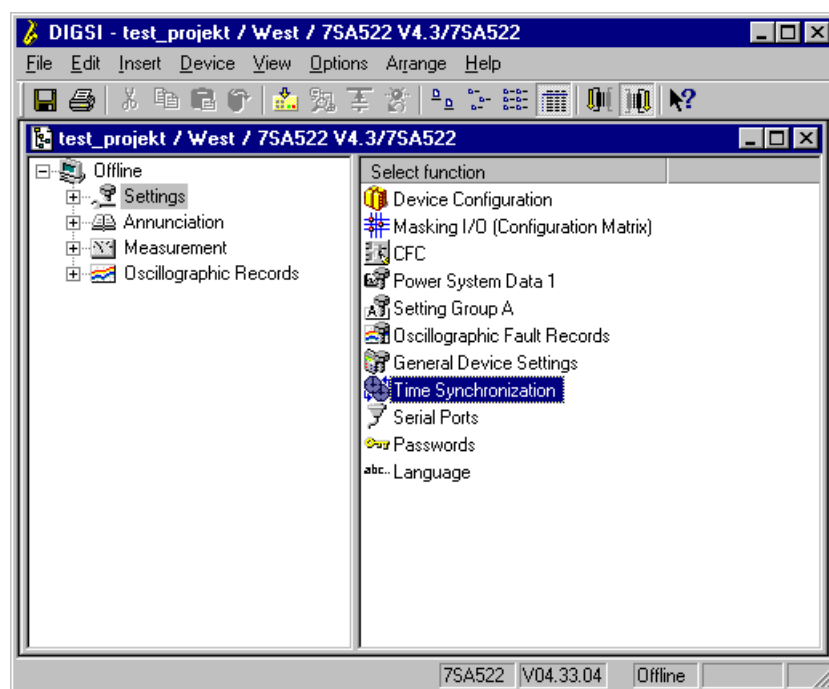 DIGSI - test_projekt / West / 7SA522 V4.3/7SA522
File Edit Insert Device View Options Arrange Help
test_projekt / West / 7SA522 V4.3/7SA522
Offline
Settings
Annunciation
Measurement
Oscillographic Records
Select function
Device Configuration
Masking I/O (Configuration Matrix)
CFC
Power System Data 1
Setting Group A
Oscillographic Fault Records
General Device Settings
Time Synchronization
Serial Ports
Passwords
abc.. Language
7SA522 V04.33.04 Offline